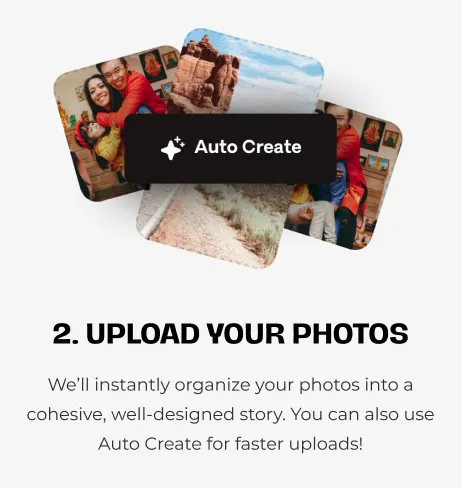 Auto Create
2. UPLOAD YOUR PHOTOS
We’ll instantly organize your photos into a
cohesive, well-designed story. You can also use
Auto Create for faster uploads!